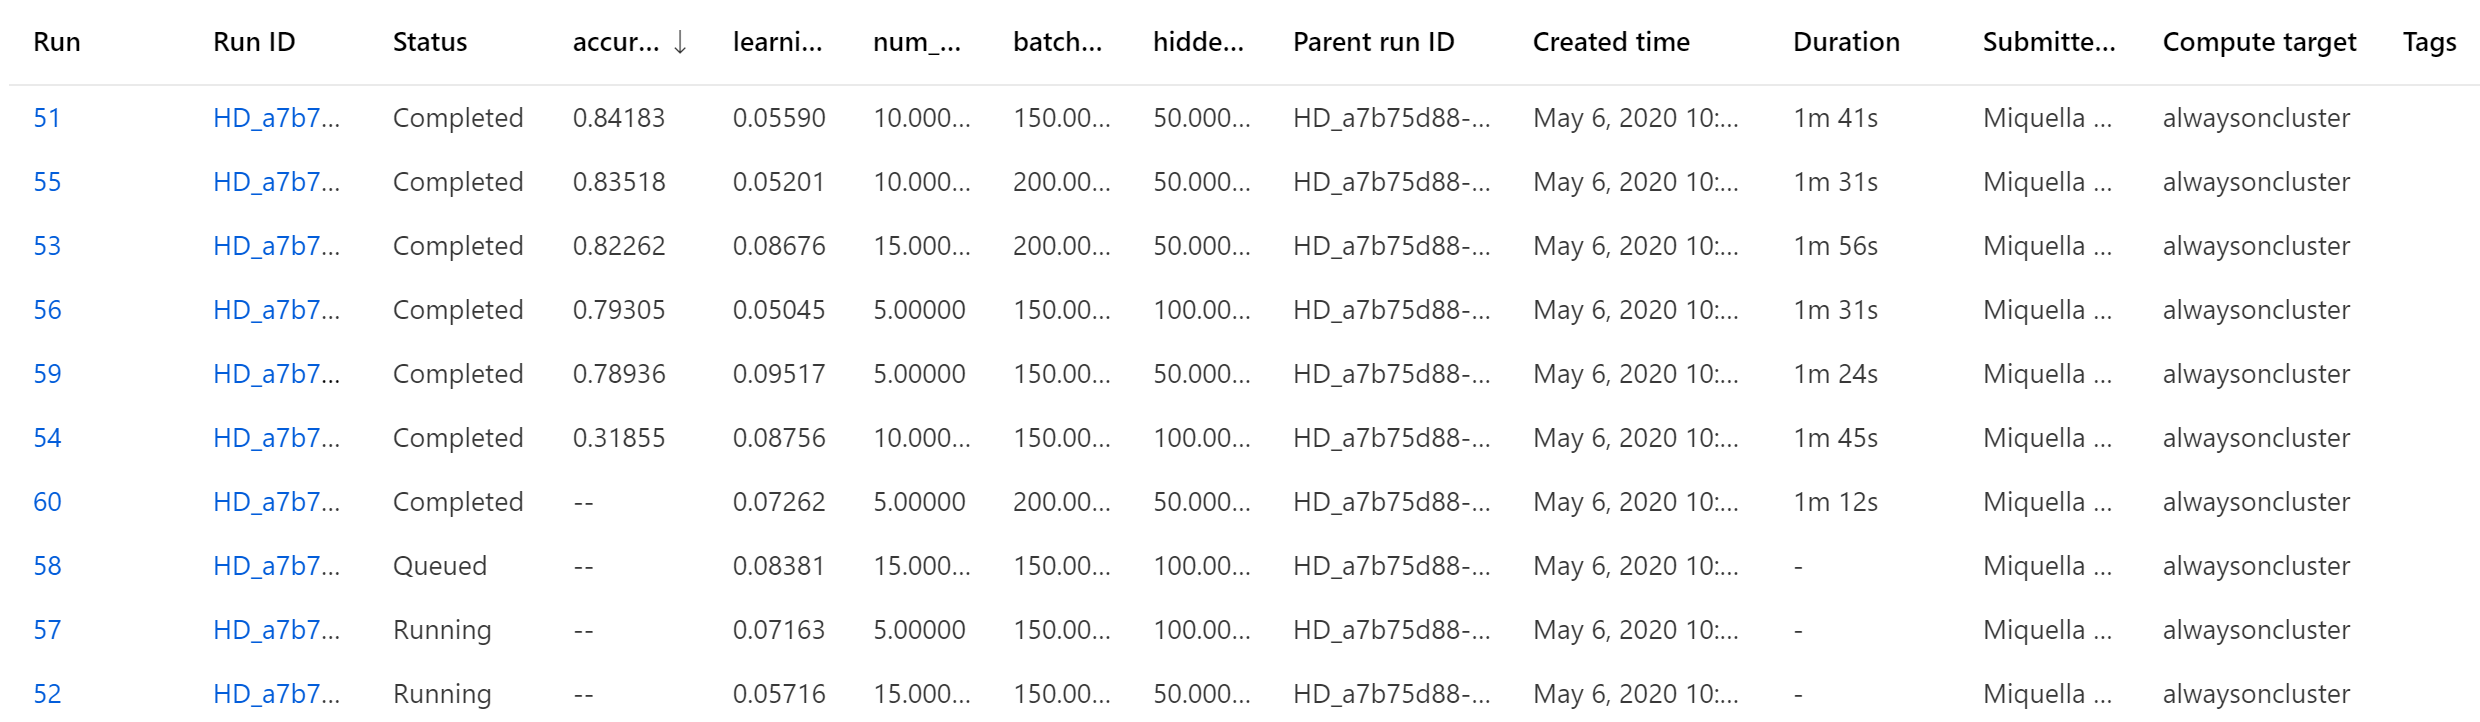 Run Run ID Status accur... ↓ learni... num_... batch... hidde... Parent run ID Created time Duration Submitte... Compute target Tags
51 HD_a7b7... Completed 0.84183 0.05590 10.000... 150.00... 50.000... HD_a7b75d88-... May 6, 2020 10:... 1m 41s Miquella ... alwaysoncluster
55 HD_a7b7... Completed 0.83518 0.05201 10.000... 200.00... 50.000... HD_a7b75d88-... May 6, 2020 10:... 1m 31s Miquella ... alwaysoncluster
53 HD_a7b7... Completed 0.82262 0.08676 15.000... 200.00... 50.000... HD_a7b75d88-... May 6, 2020 10:... 1m 56s Miquella ... alwaysoncluster
56 HD_a7b7... Completed 0.79305 0.05045 5.00000 150.00... 100.00... HD_a7b75d88-... May 6, 2020 10:... 1m 31s Miquella ... alwaysoncluster
59 HD_a7b7... Completed 0.78936 0.09517 5.00000 150.00... 50.000... HD_a7b75d88-... May 6, 2020 10:... 1m 24s Miquella ... alwaysoncluster
54 HD_a7b7... Completed 0.31855 0.08756 10.000... 150.00... 100.00... HD_a7b75d88-... May 6, 2020 10:... 1m 45s Miquella ... alwaysoncluster
60 HD_a7b7... Completed -- 0.07262 5.00000 200.00... 50.000... HD_a7b75d88-... May 6, 2020 10:... 1m 12s Miquella ... alwaysoncluster
58 HD_a7b7... Queued -- 0.08381 15.000... 150.00... 100.00... HD_a7b75d88-... May 6, 2020 10:... - Miquella ... alwaysoncluster
57 HD_a7b7... Running -- 0.07163 5.00000 150.00... 100.00... HD_a7b75d88-... May 6, 2020 10:... - Miquella ... alwaysoncluster
52 HD_a7b7... Running -- 0.05716 15.000... 150.00... 50.000... HD_a7b75d88-... May 6, 2020 10:... - Miquella ... alwaysoncluster